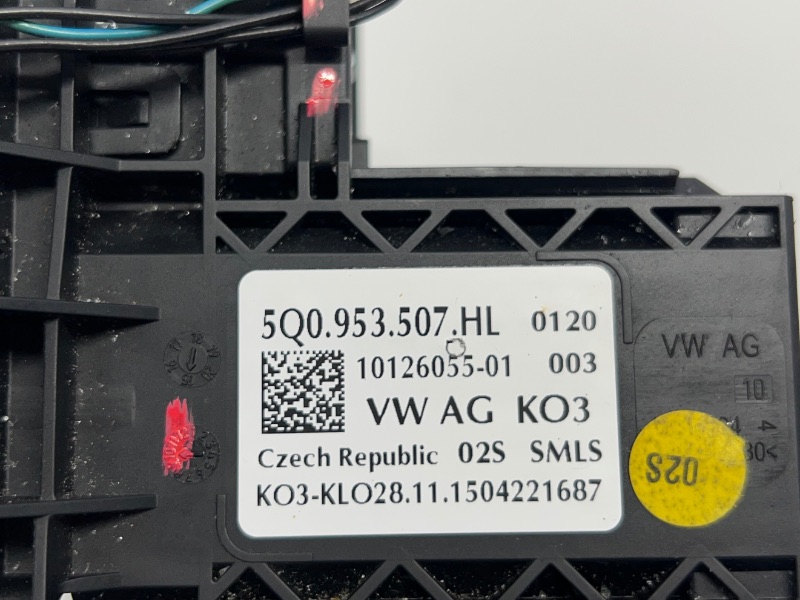 5Q0.953.507.HL 0120
10126055-01 003
VW AG KO3
Czech Republic 02S SMLS
KO3-KLO28.11.1504221687
VW AG
10
02S